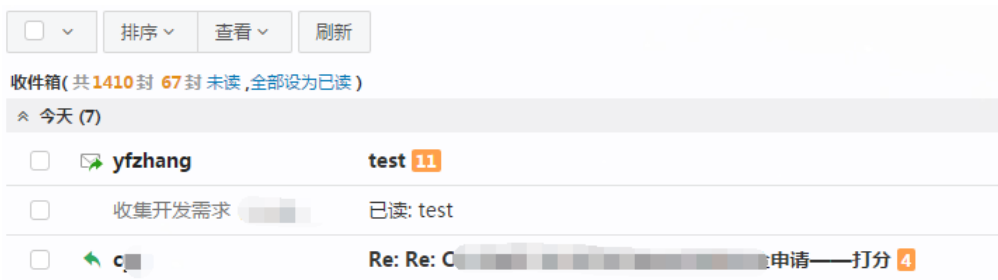 排序 查看 刷新
收件箱( 共1410封 67封 未读 ,全部设为已读 )
今天 (7)
yfzhang test 11
收集开发需求 已读: test
Re: Re: 申请——打分 4